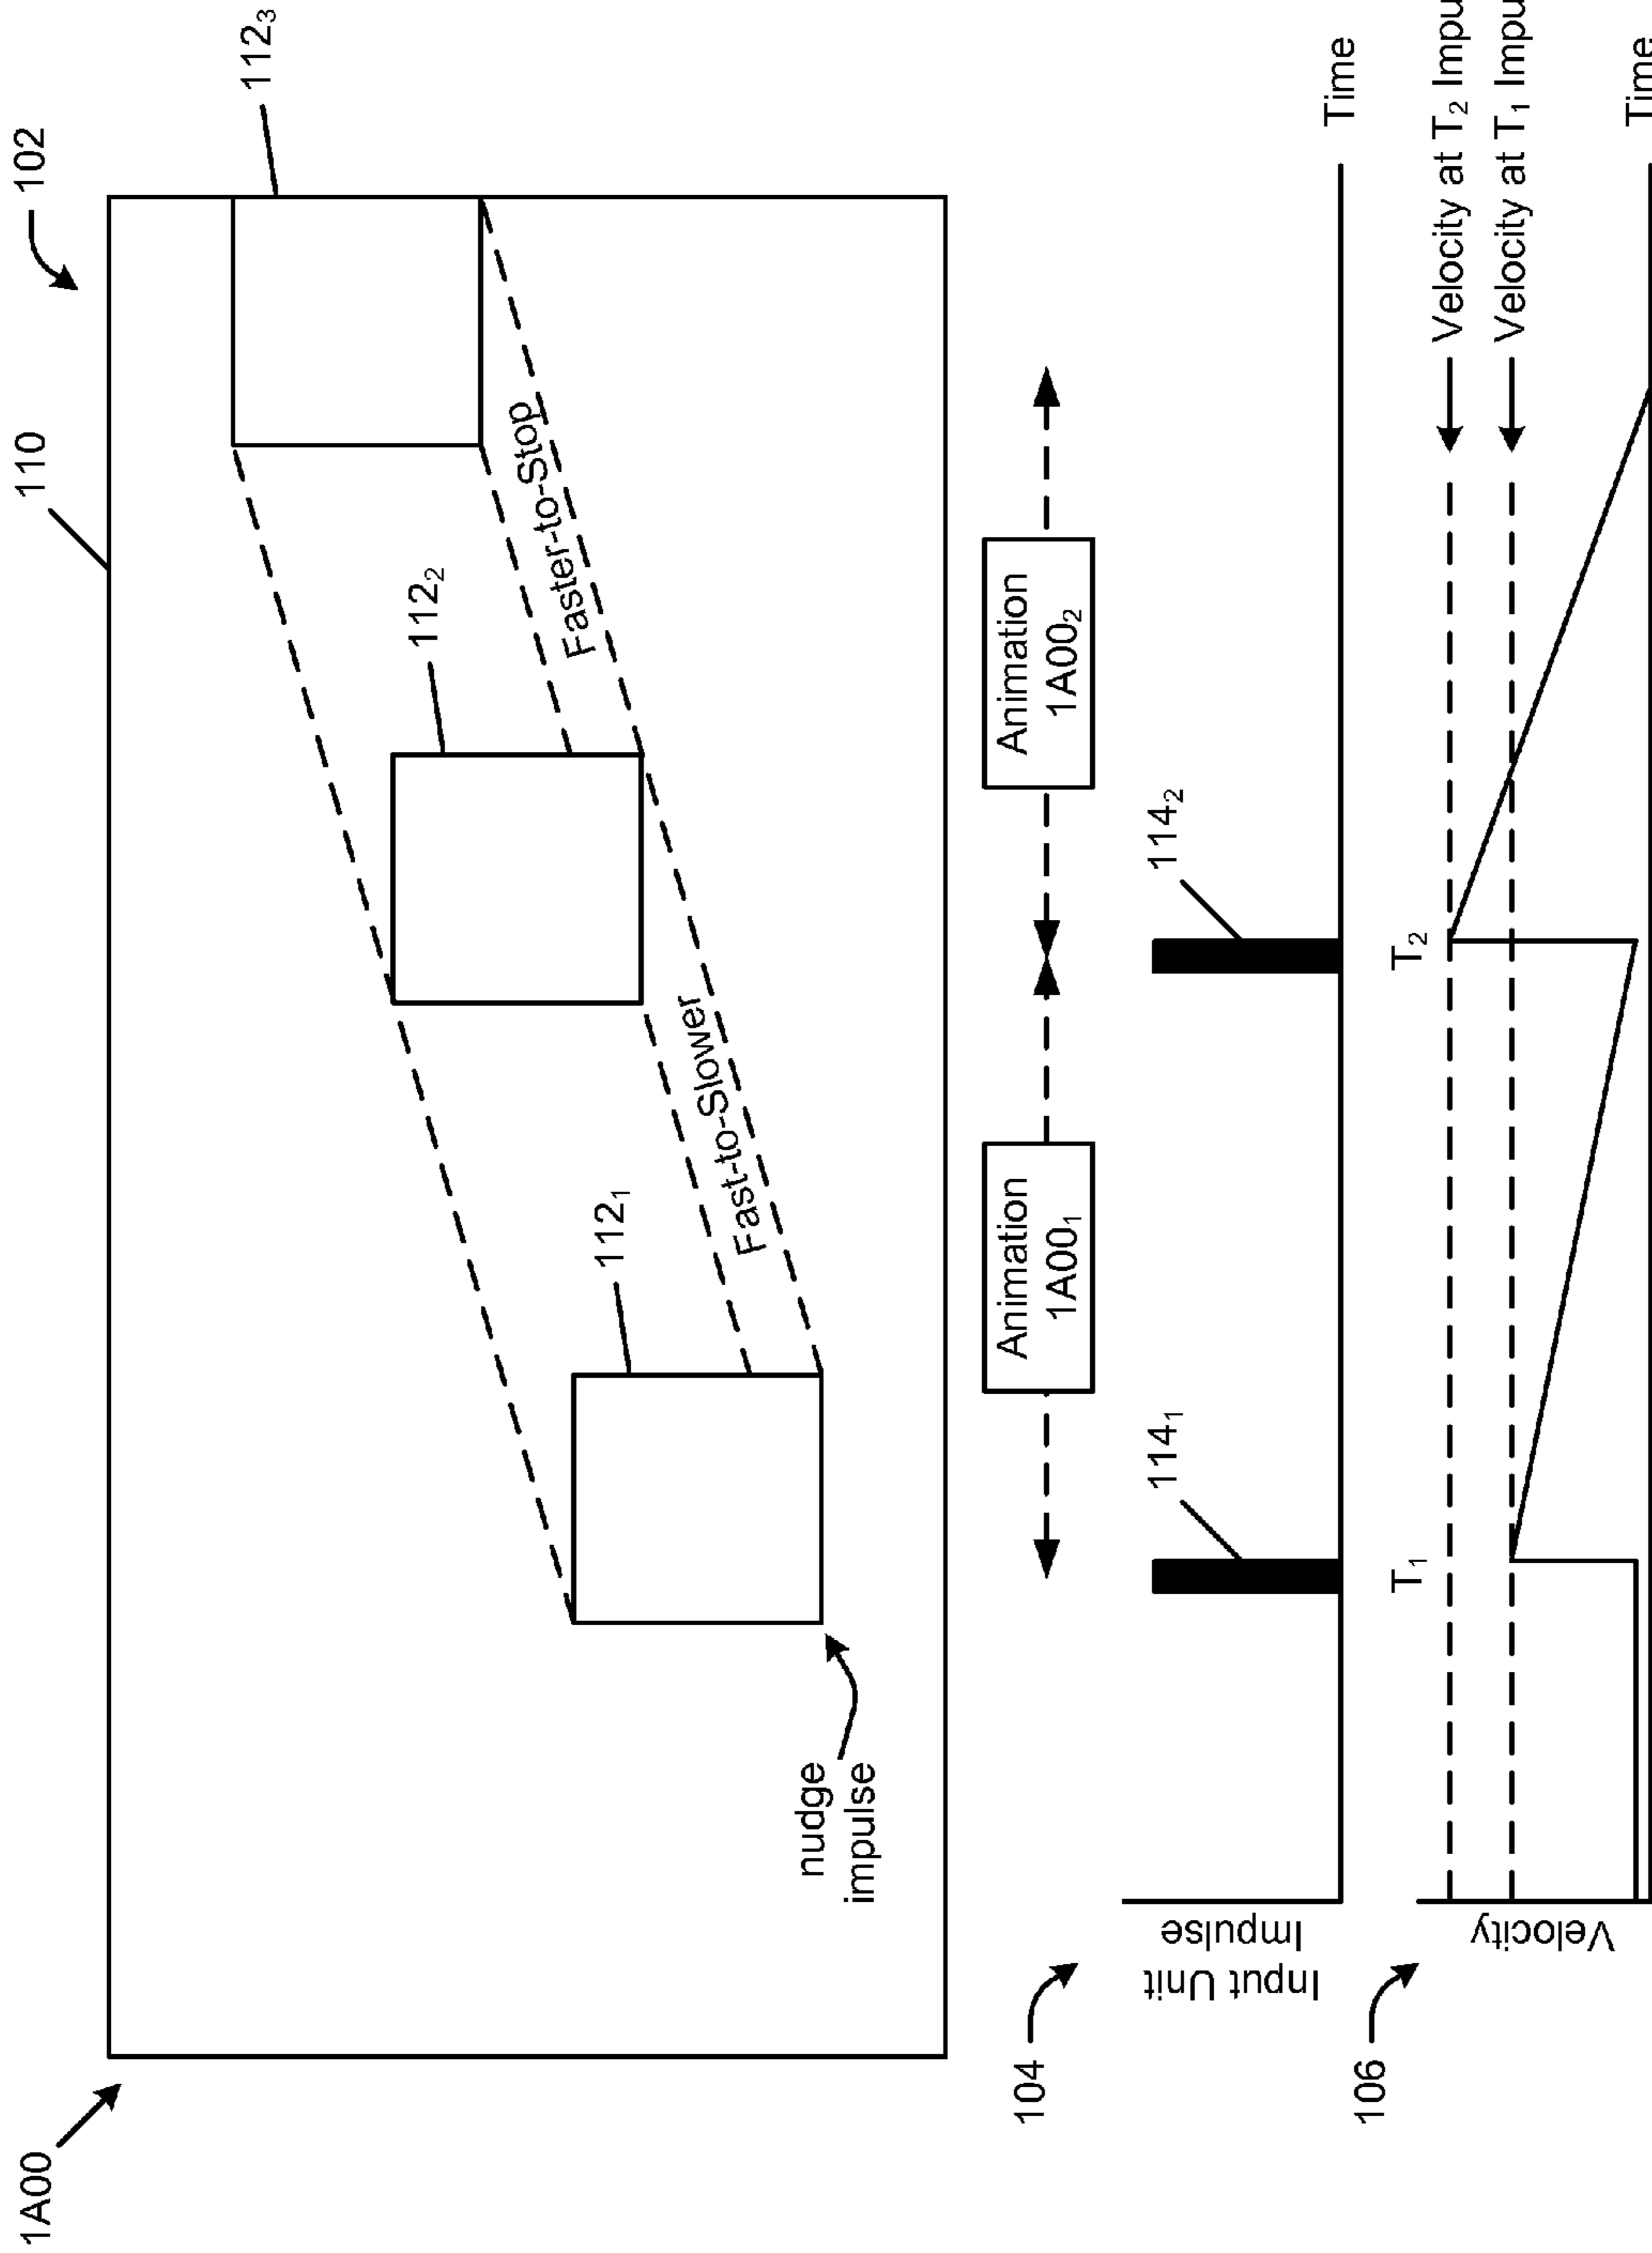 1A00
110
102
112₃
112₂
112₁
Faster-to-Stop
Fast-to-Slower
nudge
impulse
Animation
1A00₁
Animation
1A00₂
104
Input Unit
Impulse
114₁
114₂
Time
106
Velocity
T₁
T₂
Velocity at T₂ Impu
Velocity at T₁ Impu
Time